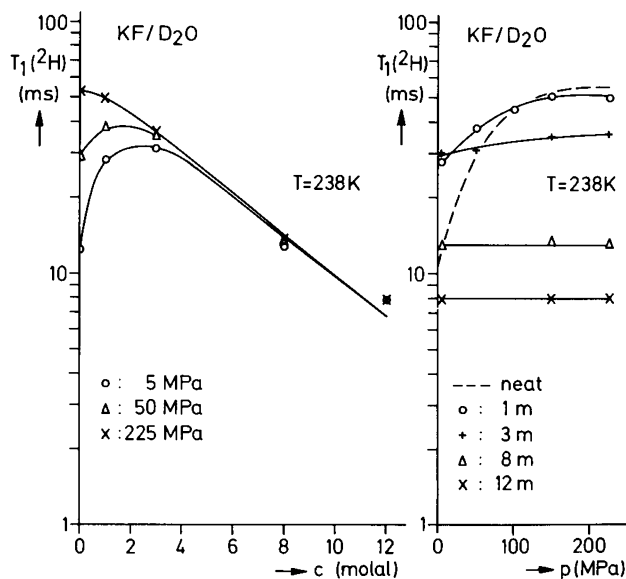 100
KF/D₂O
T₁(²H)
(ms)
T=238K
10
o : 5 MPa
△ : 50 MPa
x : 225 MPa
1
0 2 4 6 8 10 12
→ c (molal)
100
KF/D₂O
T₁(²H)
(ms)
T=238K
10
--- neat
o : 1 m
+ : 3 m
△ : 8 m
x : 12 m
1
0 100 200
→ p (MPa)